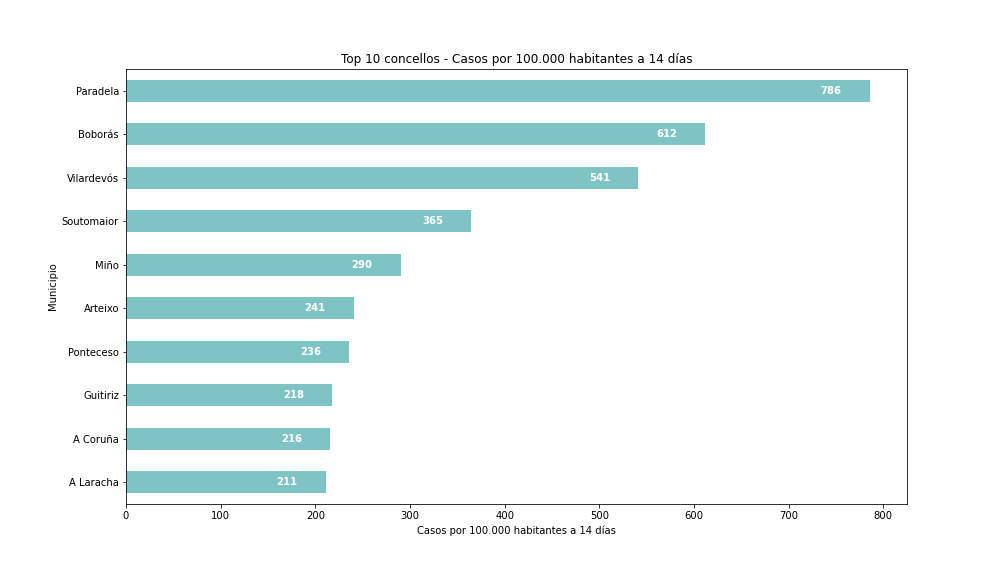 Top 10 concellos - Casos por 100.000 habitantes a 14 días
Municipio
Paradela 786
Boborás 612
Vilardevós 541
Soutomaior 365
Miño 290
Arteixo 241
Ponteceso 236
Guitiriz 218
A Coruña 216
A Laracha 211
0 100 200 300 400 500 600 700 800
Casos por 100.000 habitantes a 14 días